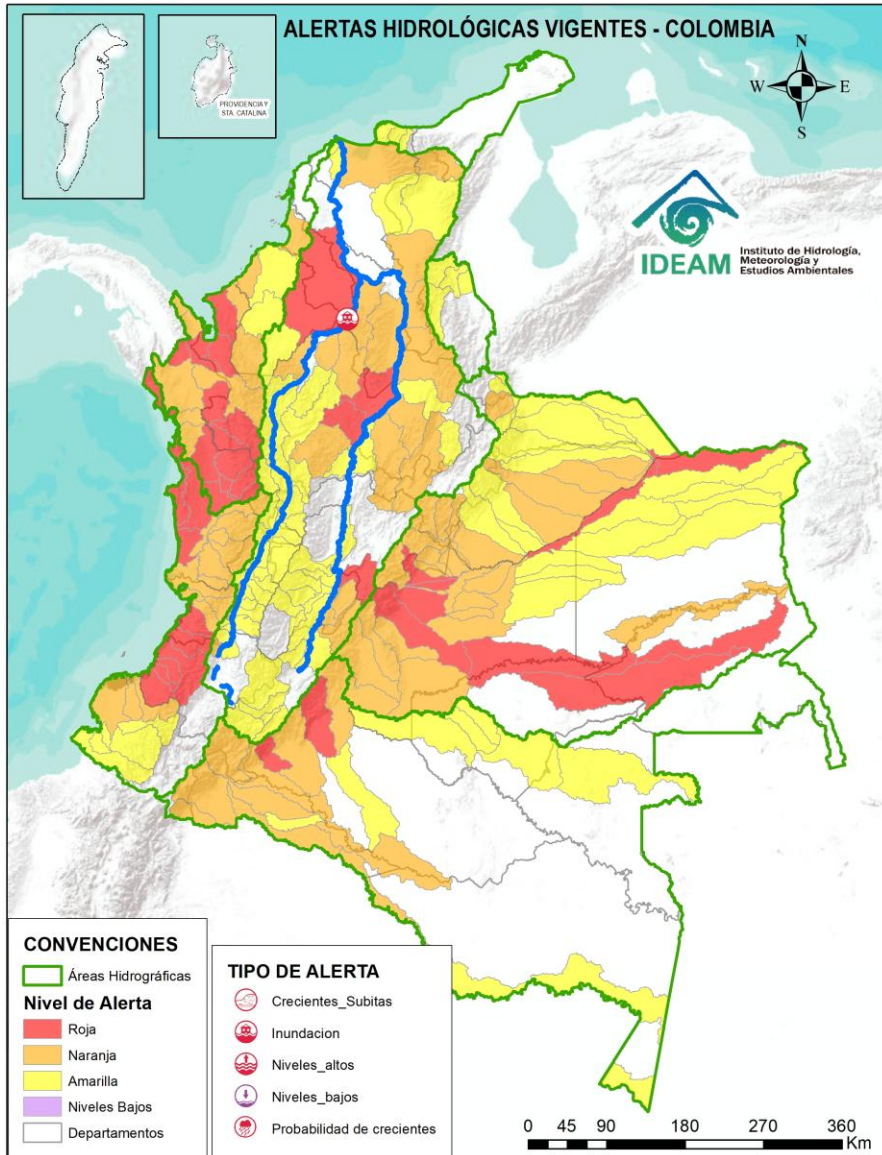 ALERTAS HIDROLÓGICAS VIGENTES - COLOMBIA
PROVIDENCIA Y
STA. CATALINA
N
W
E
S
IDEAM
Instituto de Hidrología,
Meteorología y
Estudios Ambientales
CONVENCIONES
Áreas Hidrográficas
Nivel de Alerta
Roja
Naranja
Amarilla
Niveles Bajos
Departamentos
TIPO DE ALERTA
Crecientes_Subitas
Inundacion
Niveles_altos
Niveles_bajos
Probabilidad de crecientes
0 45 90 180 270 360
Km